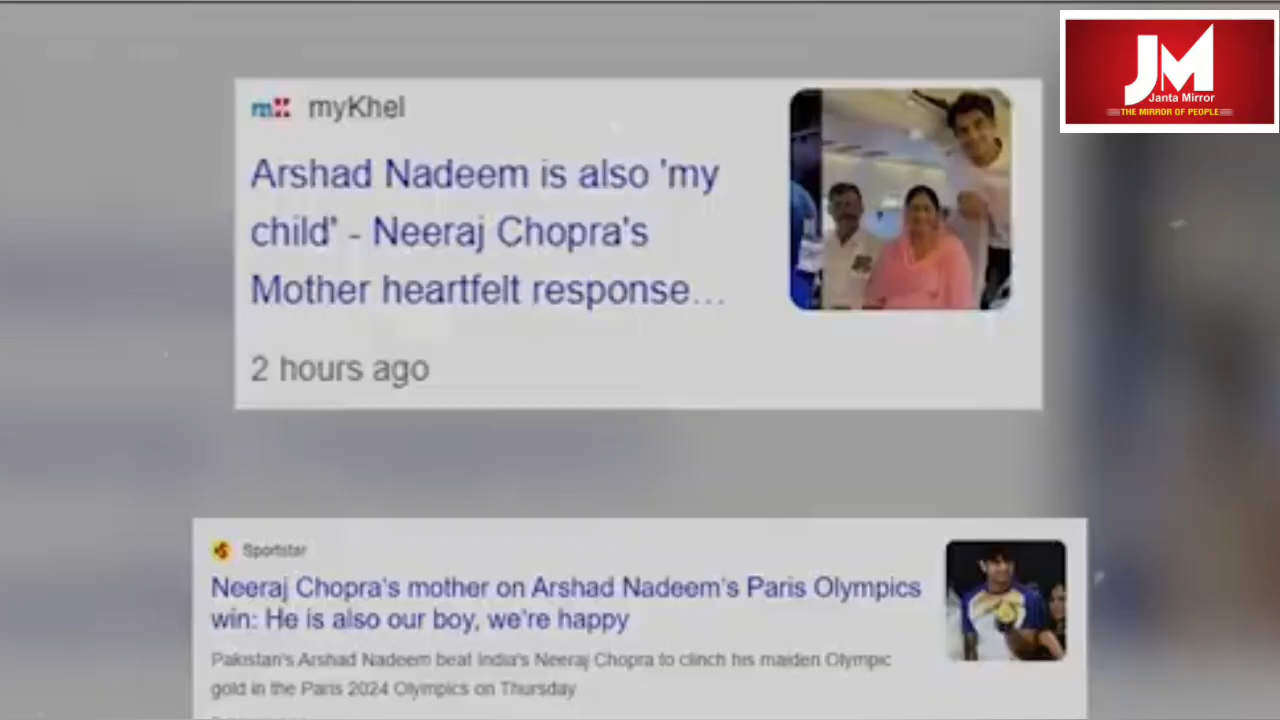 JM
Janta Mirror
THE MIRROR OF PEOPLE
myKhel
Arshad Nadeem is also 'my
child' - Neeraj Chopra's
Mother heartfelt response...
2 hours ago
Sportstar
Neeraj Chopra's mother on Arshad Nadeem's Paris Olympics
win: He is also our boy, we're happy
Pakistan's Arshad Nadeem beat India's Neeraj Chopra to clinch his maiden Olympic
gold in the Paris 2024 Olympics on Thursday